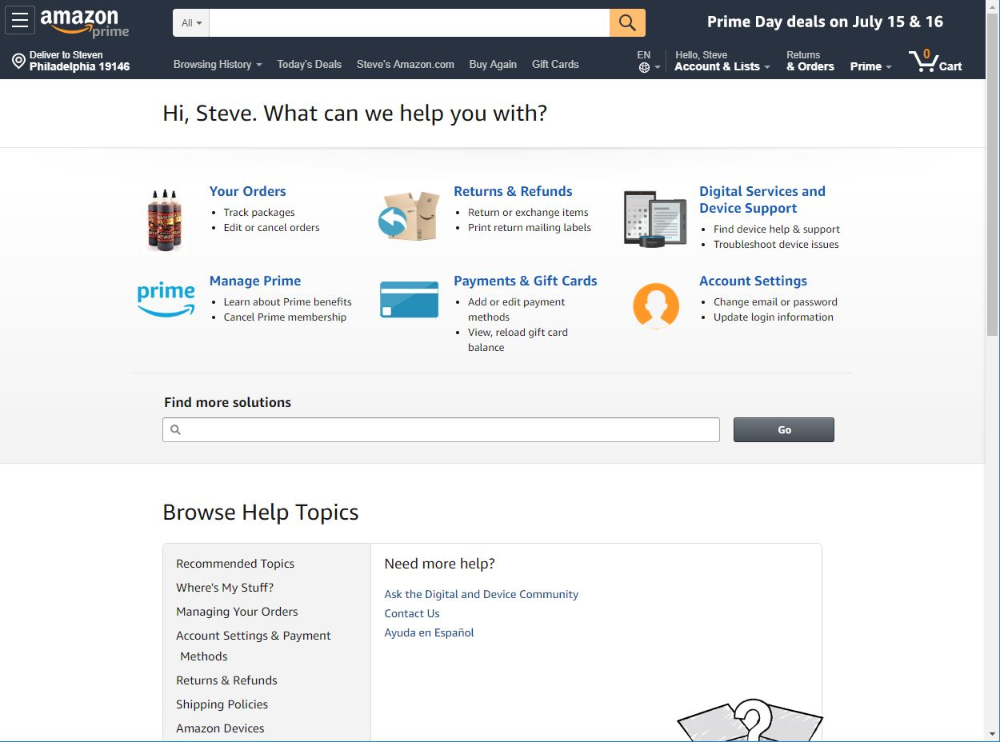 amazon
prime
All
Prime Day deals on July 15 & 16
Deliver to Steven
Philadelphia 19146
Browsing History
Today's Deals
Steve's Amazon.com
Buy Again
Gift Cards
EN
Hello, Steve
Account & Lists
Returns
& Orders
Prime
0
Cart
Hi, Steve. What can we help you with?
Your Orders
• Track packages
• Edit or cancel orders
Returns & Refunds
• Return or exchange items
• Print return mailing labels
Digital Services and
Device Support
• Find device help & support
• Troubleshoot device issues
prime
Manage Prime
• Learn about Prime benefits
• Cancel Prime membership
Payments & Gift Cards
• Add or edit payment
methods
• View, reload gift card
balance
Account Settings
• Change email or password
• Update login information
Find more solutions
Go
Browse Help Topics
Recommended Topics
Where's My Stuff?
Managing Your Orders
Account Settings & Payment
Methods
Returns & Refunds
Shipping Policies
Amazon Devices
Need more help?
Ask the Digital and Device Community
Contact Us
Ayuda en Español
?